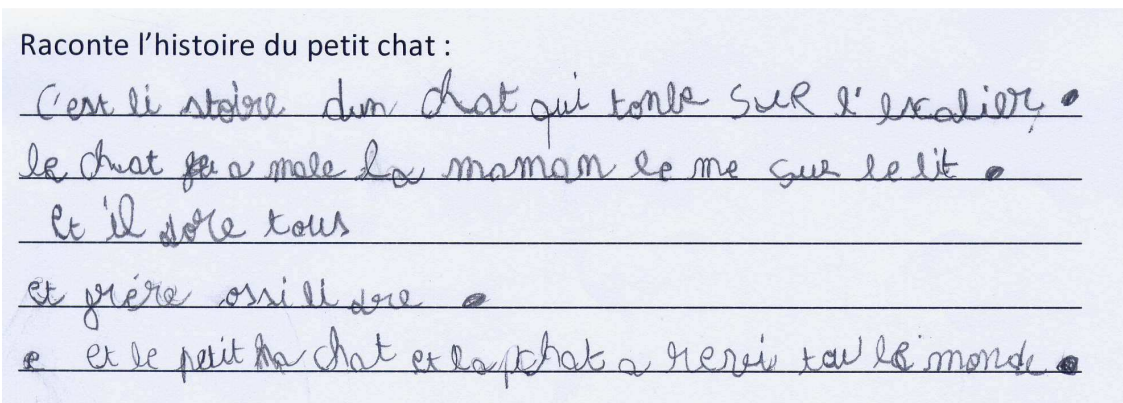 Raconte l'histoire du petit chat :
C'est li stoire dun chat qui tonbe SUR l'escalier.
le chat a male La maman le me sur le lit.
et il dore tous
et frére ossi li dore.
e et le petit chat et la chat a revi tou le monde.